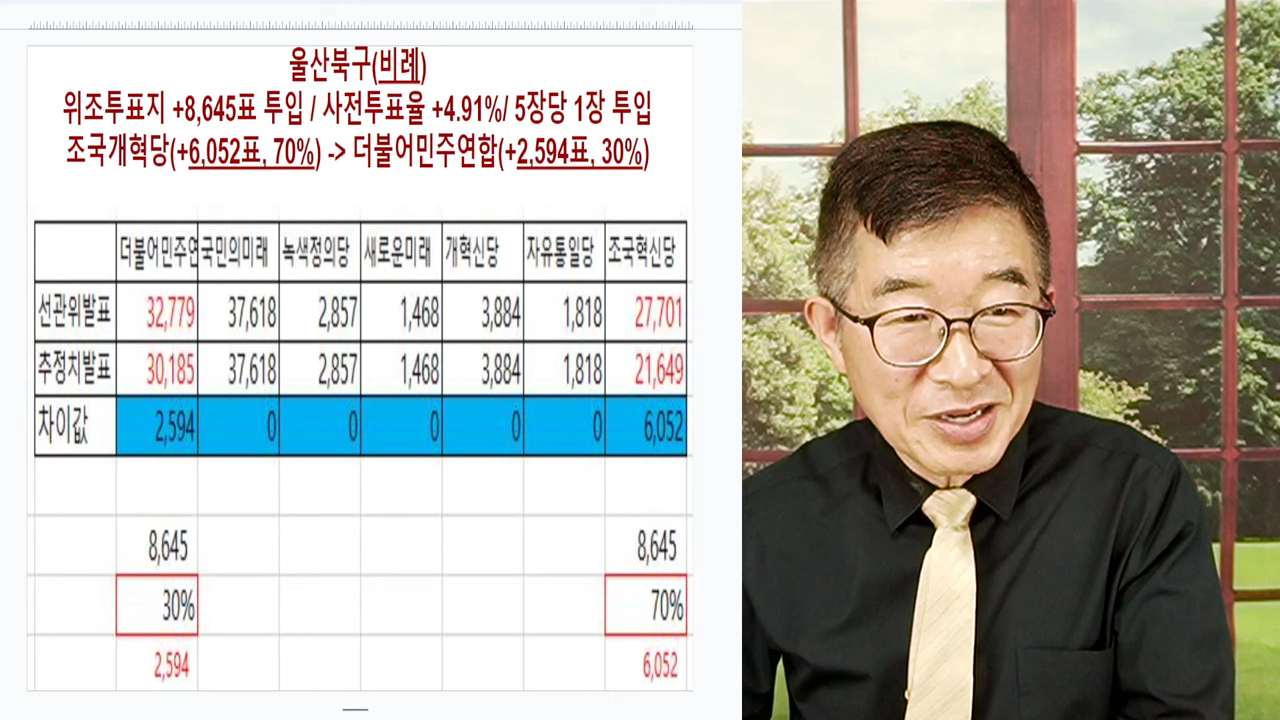 울산북구(비례)
위조투표지 +8,645표 투입 / 사전투표율 +4.91%/ 5장당 1장 투입
조국개혁당(+6,052표, 70%) -> 더불어민주연합(+2,594표, 30%)
더불어민주연 국민의미래 녹색정의당 새로운미래 개혁신당 자유통일당 조국혁신당
선관위발표 32,779 37,618 2,857 1,468 3,884 1,818 27,701
추정치발표 30,185 37,618 2,857 1,468 3,884 1,818 21,649
차이값 2,594 0 0 0 0 0 6,052
8,645 8,645
30% 70%
2,594 6,052